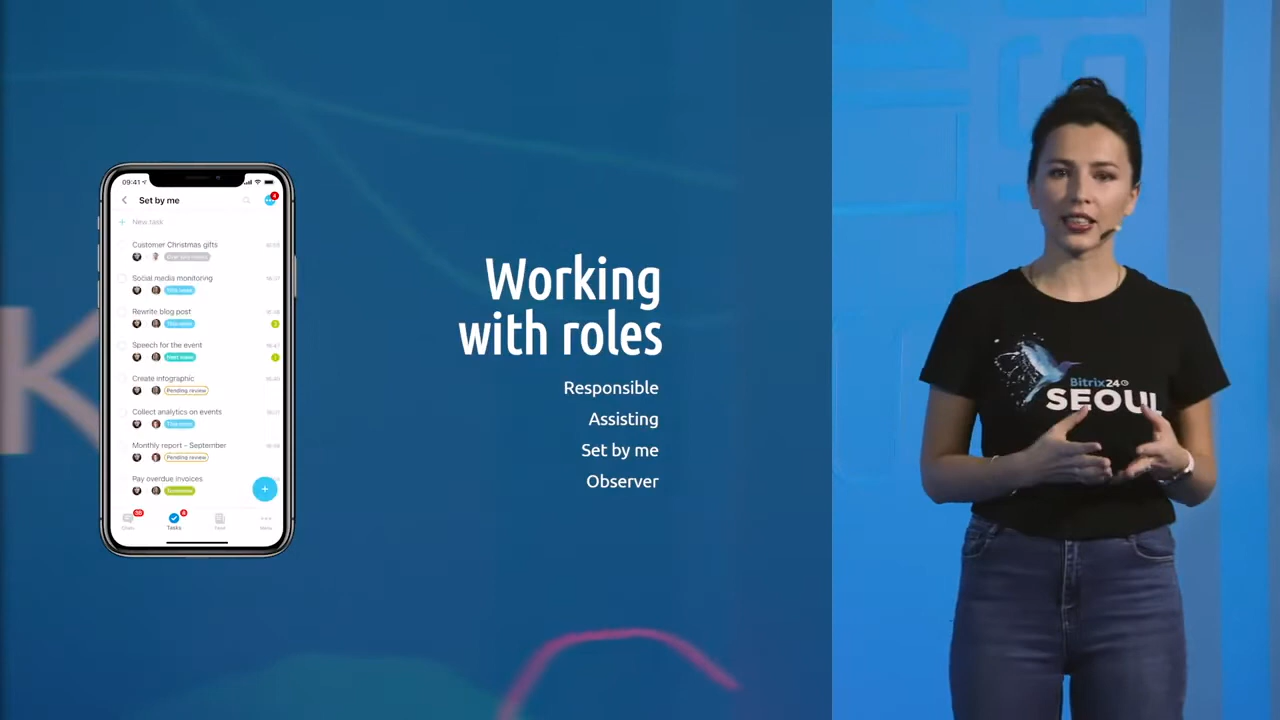 09:41
Set by me
New task
Customer Christmas gifts
Social media monitoring
Rewrite blog post
Speech for the event
Create infographic
Pending review
Collect analytics on events
Monthly report - September
Pending review
Pay overdue invoices
Tasks
Working
with roles
Responsible
Assisting
Set by me
Observer
Bitrix24
SEOUL
K